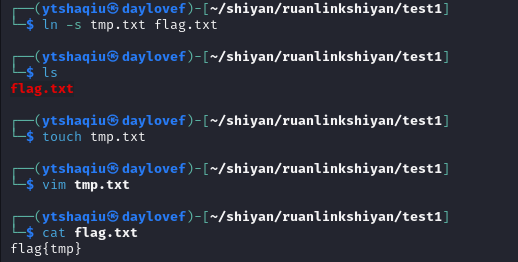 ┌──(ytshaqiu㉿daylovef)-[~/shiyan/ruanlinkshiyan/test1]
└─$ ln -s tmp.txt flag.txt
┌──(ytshaqiu㉿daylovef)-[~/shiyan/ruanlinkshiyan/test1]
└─$ ls
flag.txt
┌──(ytshaqiu㉿daylovef)-[~/shiyan/ruanlinkshiyan/test1]
└─$ touch tmp.txt
┌──(ytshaqiu㉿daylovef)-[~/shiyan/ruanlinkshiyan/test1]
└─$ vim tmp.txt
┌──(ytshaqiu㉿daylovef)-[~/shiyan/ruanlinkshiyan/test1]
└─$ cat flag.txt
flag{tmp}